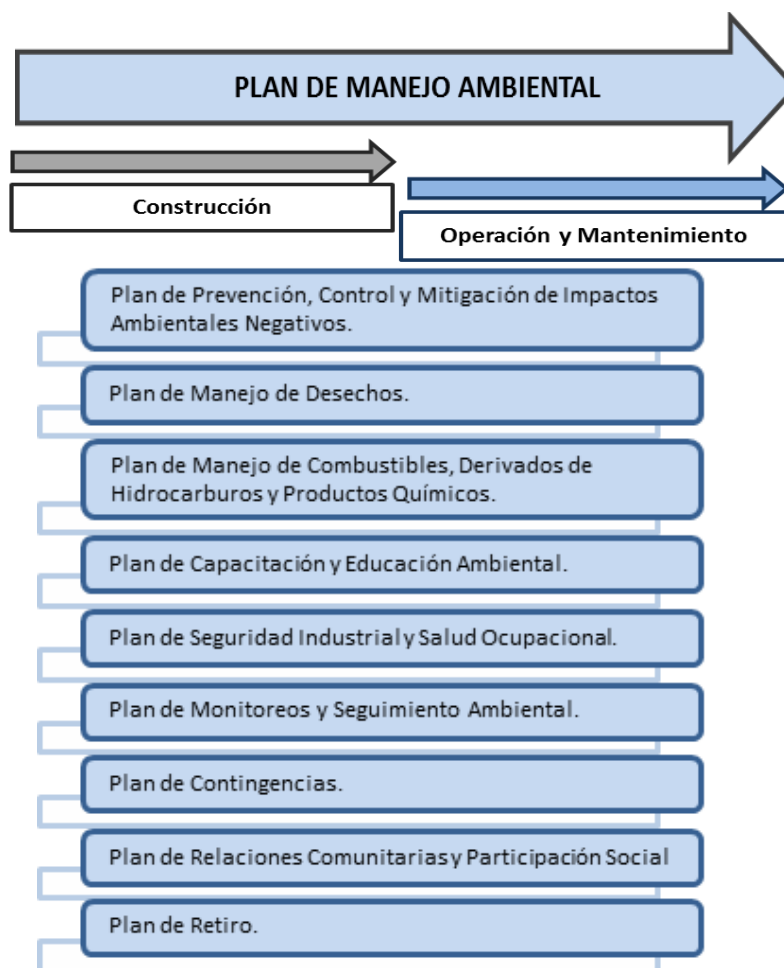 PLAN DE MANEJO AMBIENTAL
Construcción
Operación y Mantenimiento
Plan de Prevención, Control y Mitigación de Impactos
Ambientales Negativos.
Plan de Manejo de Desechos.
Plan de Manejo de Combustibles, Derivados de
Hidrocarburos y Productos Químicos.
Plan de Capacitación y Educación Ambiental.
Plan de Seguridad Industrial y Salud Ocupacional.
Plan de Monitoreos y Seguimiento Ambiental.
Plan de Contingencias.
Plan de Relaciones Comunitarias y Participación Social
Plan de Retiro.